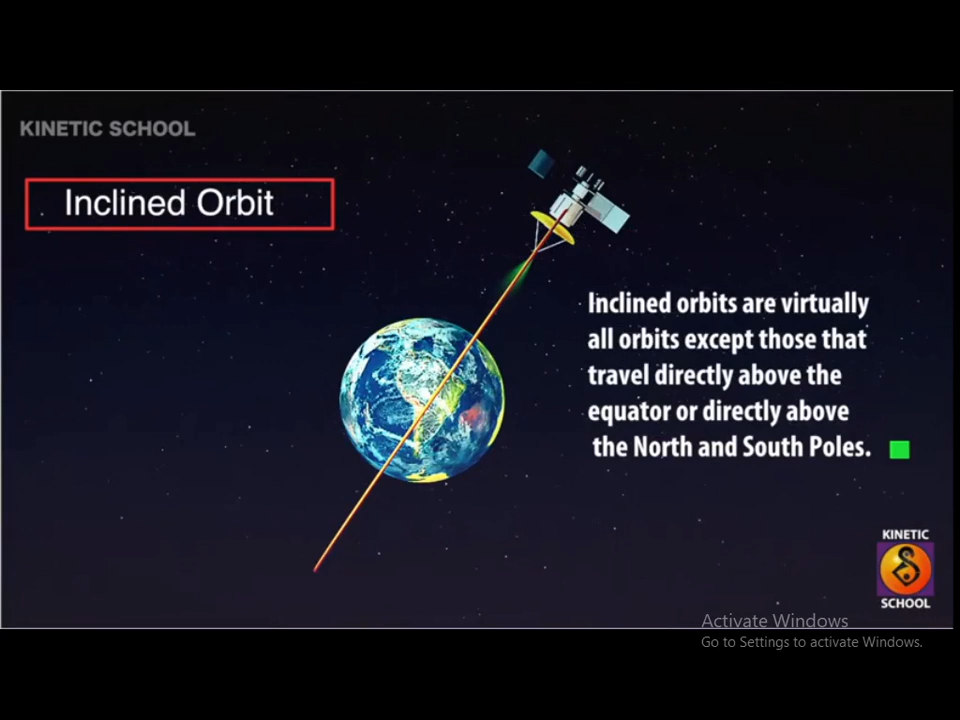 KINETIC SCHOOL
Inclined Orbit
Inclined orbits are virtually
all orbits except those that
travel directly above the
equator or directly above
the North and South Poles.
KINETIC
SCHOOL
Activate Windows
Go to Settings to activate Windows.